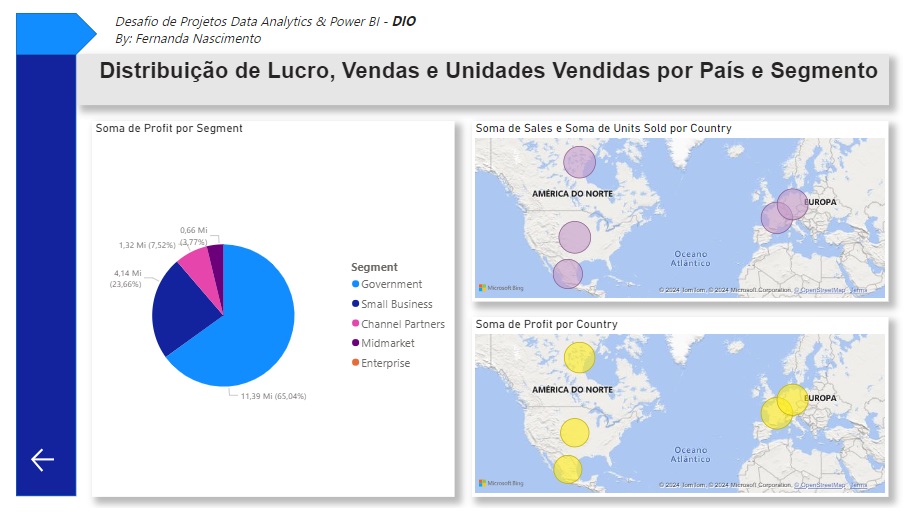 Desafio de Projetos Data Analytics & Power BI - DIO
By: Fernanda Nascimento
Distribuição de Lucro, Vendas e Unidades Vendidas por País e Segmento
Soma de Profit por Segment
0,66 Mi
(3,77%)
1,32 Mi (7,52%)
4,14 Mi
(23,66%)
11,39 Mi (65,04%)
Segment
Government
Small Business
Channel Partners
Midmarket
Enterprise
Soma de Sales e Soma de Units Sold por Country
AMÉRICA DO NORTE
EUROPA
Oceano
Atlântico
Microsoft Bing
© 2024 TomTom, © 2024 Microsoft Corporation, © OpenStreetMap Terms
Soma de Profit por Country
AMÉRICA DO NORTE
EUROPA
Oceano
Atlântico
Microsoft Bing
© 2024 TomTom, © 2024 Microsoft Corporation, © OpenStreetMap Terms